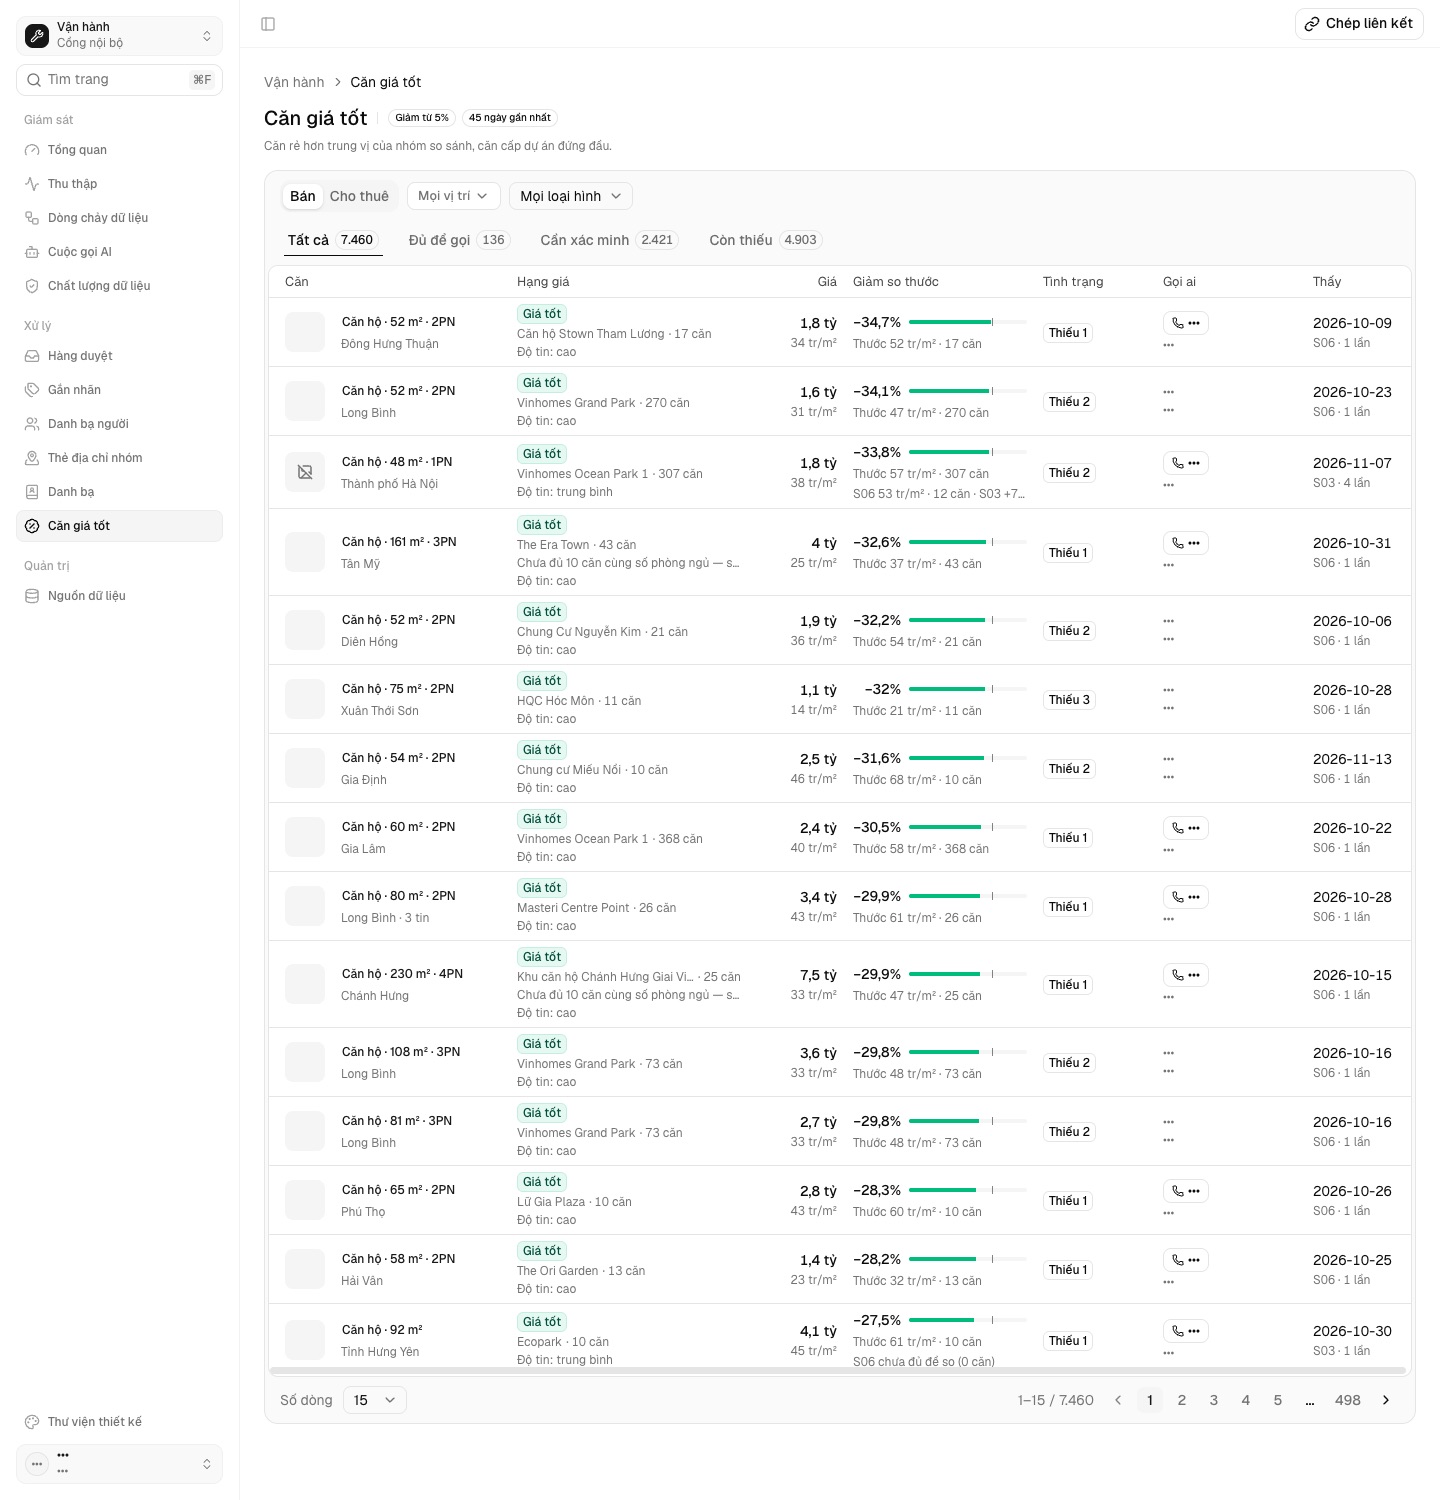 Vận hành
Cổng nội bộ
Tìm trang
⌘F
Giám sát
Tổng quan
Thu thập
Dòng chảy dữ liệu
Cuộc gọi AI
Chất lượng dữ liệu
Xử lý
Hàng duyệt
Gắn nhãn
Danh bạ người
Thẻ địa chỉ nhóm
Danh bạ
Căn giá tốt
Quản trị
Nguồn dữ liệu
Thư viện thiết kế
•••
•••
•••
Chép liên kết
Vận hành > Căn giá tốt
Căn giá tốt
Giảm từ 5%
45 ngày gần nhất
Căn rẻ hơn trung vị của nhóm so sánh, căn cấp dự án đứng đầu.
Bán Cho thuê Mọi vị trí Mọi loại hình
Tất cả 7.460 Đủ để gọi 136 Cần xác minh 2.421 Còn thiếu 4.903
Căn Hạng giá Giá Giảm so thước Tình trạng Gọi ai Thấy
Căn hộ · 52 m² · 2PN
Đông Hưng Thuận
Giá tốt
Căn hộ Stown Tham Lương · 17 căn
Độ tin: cao
1,8 tỷ
34 tr/m²
−34,7%
Thước 52 tr/m² · 17 căn
Thiếu 1
•••
•••
2026-10-09
S06 · 1 lần
Căn hộ · 52 m² · 2PN
Long Bình
Giá tốt
Vinhomes Grand Park · 270 căn
Độ tin: cao
1,6 tỷ
31 tr/m²
−34,1%
Thước 47 tr/m² · 270 căn
Thiếu 2
•••
•••
2026-10-23
S06 · 1 lần
Căn hộ · 48 m² · 1PN
Thành phố Hà Nội
Giá tốt
Vinhomes Ocean Park 1 · 307 căn
Độ tin: trung bình
1,8 tỷ
38 tr/m²
−33,8%
Thước 57 tr/m² · 307 căn
S06 53 tr/m² · 12 căn · S03 +7…
Thiếu 2
•••
•••
2026-11-07
S03 · 4 lần
Căn hộ · 161 m² · 3PN
Tân Mỹ
Giá tốt
The Era Town · 43 căn
Chưa đủ 10 căn cùng số phòng ngủ — s…
Độ tin: cao
4 tỷ
25 tr/m²
−32,6%
Thước 37 tr/m² · 43 căn
Thiếu 1
•••
•••
2026-10-31
S06 · 1 lần
Căn hộ · 52 m² · 2PN
Diên Hồng
Giá tốt
Chung Cư Nguyễn Kim · 21 căn
Độ tin: cao
1,9 tỷ
36 tr/m²
−32,2%
Thước 54 tr/m² · 21 căn
Thiếu 2
•••
•••
2026-10-06
S06 · 1 lần
Căn hộ · 75 m² · 2PN
Xuân Thới Sơn
Giá tốt
HQC Hóc Môn · 11 căn
Độ tin: cao
1,1 tỷ
14 tr/m²
−32%
Thước 21 tr/m² · 11 căn
Thiếu 3
•••
•••
2026-10-28
S06 · 1 lần
Căn hộ · 54 m² · 2PN
Gia Định
Giá tốt
Chung cư Miếu Nổi · 10 căn
Độ tin: cao
2,5 tỷ
46 tr/m²
−31,6%
Thước 68 tr/m² · 10 căn
Thiếu 2
•••
•••
2026-11-13
S06 · 1 lần
Căn hộ · 60 m² · 2PN
Gia Lâm
Giá tốt
Vinhomes Ocean Park 1 · 368 căn
Độ tin: cao
2,4 tỷ
40 tr/m²
−30,5%
Thước 58 tr/m² · 368 căn
Thiếu 1
•••
•••
2026-10-22
S06 · 1 lần
Căn hộ · 80 m² · 2PN
Long Bình · 3 tin
Giá tốt
Masteri Centre Point · 26 căn
Độ tin: cao
3,4 tỷ
43 tr/m²
−29,9%
Thước 61 tr/m² · 26 căn
Thiếu 1
•••
•••
2026-10-28
S06 · 1 lần
Căn hộ · 230 m² · 4PN
Chánh Hưng
Giá tốt
Khu căn hộ Chánh Hưng Giai Vi… · 25 căn
Chưa đủ 10 căn cùng số phòng ngủ — s…
Độ tin: cao
7,5 tỷ
33 tr/m²
−29,9%
Thước 47 tr/m² · 25 căn
Thiếu 1
•••
•••
2026-10-15
S06 · 1 lần
Căn hộ · 108 m² · 3PN
Long Bình
Giá tốt
Vinhomes Grand Park · 73 căn
Độ tin: cao
3,6 tỷ
33 tr/m²
−29,8%
Thước 48 tr/m² · 73 căn
Thiếu 2
•••
•••
2026-10-16
S06 · 1 lần
Căn hộ · 81 m² · 3PN
Long Bình
Giá tốt
Vinhomes Grand Park · 73 căn
Độ tin: cao
2,7 tỷ
33 tr/m²
−29,8%
Thước 48 tr/m² · 73 căn
Thiếu 2
•••
•••
2026-10-16
S06 · 1 lần
Căn hộ · 65 m² · 2PN
Phú Thọ
Giá tốt
Lữ Gia Plaza · 10 căn
Độ tin: cao
2,8 tỷ
43 tr/m²
−28,3%
Thước 60 tr/m² · 10 căn
Thiếu 1
•••
•••
2026-10-26
S06 · 1 lần
Căn hộ · 58 m² · 2PN
Hải Vân
Giá tốt
The Ori Garden · 13 căn
Độ tin: cao
1,4 tỷ
23 tr/m²
−28,2%
Thước 32 tr/m² · 13 căn
Thiếu 1
•••
•••
2026-10-25
S06 · 1 lần
Căn hộ · 92 m²
Tỉnh Hưng Yên
Giá tốt
Ecopark · 10 căn
Độ tin: trung bình
4,1 tỷ
45 tr/m²
−27,5%
Thước 61 tr/m² · 10 căn
S06 chưa đủ để so (0 căn)
Thiếu 1
•••
•••
2026-10-30
S03 · 1 lần
Số dòng 15
1–15 / 7.460
1 2 3 4 5 … 498